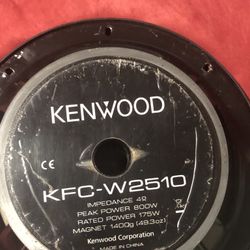 KENWOOD
CE
KFC-W2510
IMPEDANCE 4Ω
PEAK POWER 800W
RATED POWER 175W
MAGNET 1400g (49.3oz)
Kenwood Corporation
MADE IN CHINA